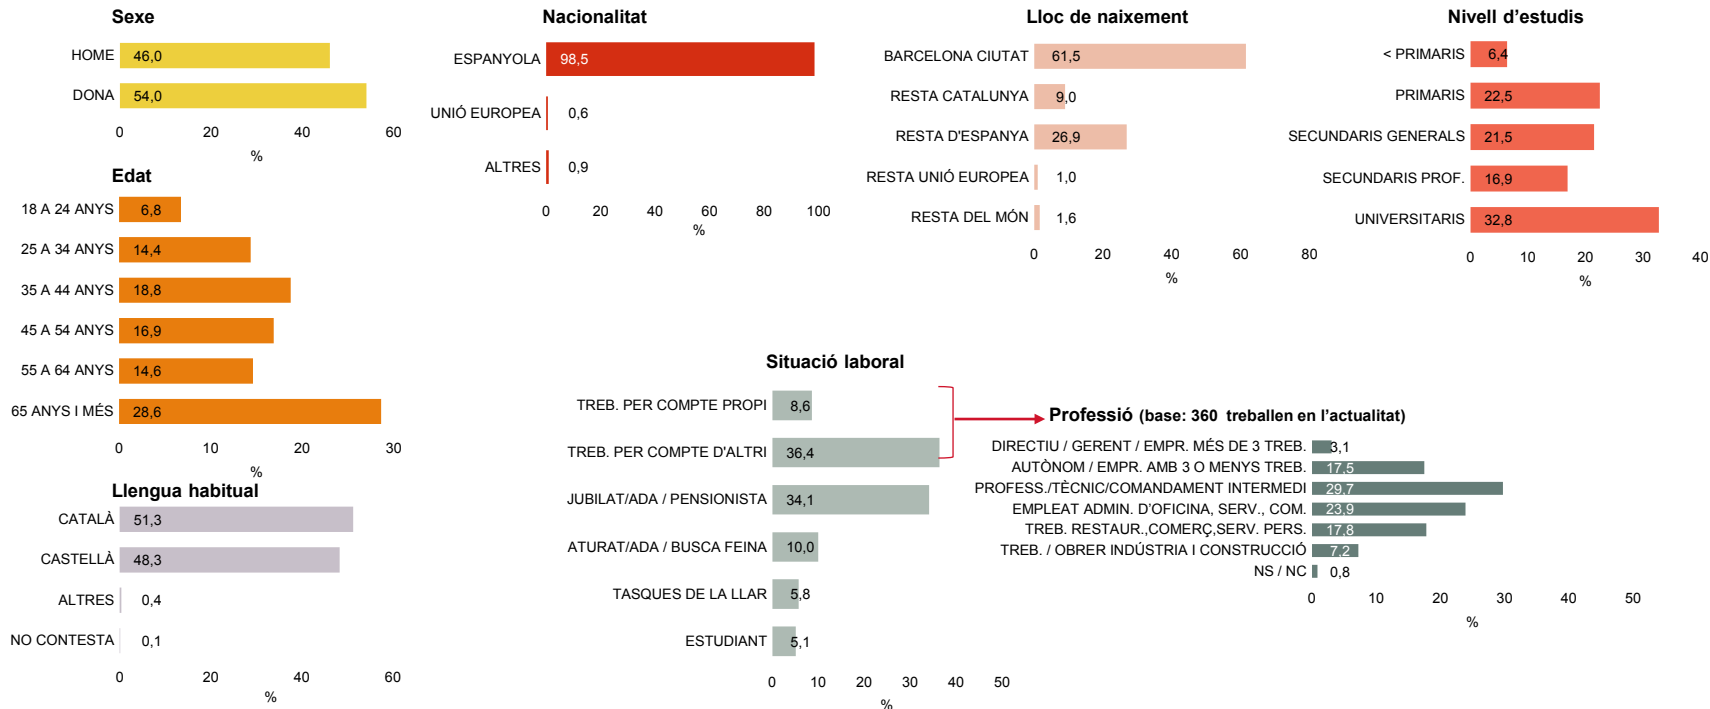 Sexe
HOME 46,0
DONA 54,0
0 20 40 60
%
Edat
18 A 24 ANYS 6,8
25 A 34 ANYS 14,4
35 A 44 ANYS 18,8
45 A 54 ANYS 16,9
55 A 64 ANYS 14,6
65 ANYS I MÉS 28,6
0 10 20 30
%
Llengua habitual
CATALÀ 51,3
CASTELLÀ 48,3
ALTRES 0,4
NO CONTESTA 0,1
0 20 40 60
%
Nacionalitat
ESPANYOLA 98,5
UNIÓ EUROPEA 0,6
ALTRES 0,9
0 20 40 60 80 100
%
Lloc de naixement
BARCELONA CIUTAT 61,5
RESTA CATALUNYA 9,0
RESTA D'ESPANYA 26,9
RESTA UNIÓ EUROPEA 1,0
RESTA DEL MÓN 1,6
0 20 40 60 80
%
Nivell d’estudis
< PRIMARIS 6,4
PRIMARIS 22,5
SECUNDARIS GENERALS 21,5
SECUNDARIS PROF. 16,9
UNIVERSITARIS 32,8
0 10 20 30 40
%
Situació laboral
TREB. PER COMPTE PROPI 8,6
TREB. PER COMPTE D'ALTRI 36,4
JUBILAT/ADA / PENSIONISTA 34,1
ATURAT/ADA / BUSCA FEINA 10,0
TASQUES DE LA LLAR 5,8
ESTUDIANT 5,1
0 10 20 30 40 50
%
Professió (base: 360 treballen en l’actualitat)
DIRECTIU / GERENT / EMPR. MÉS DE 3 TREB. 3,1
AUTÒNOM / EMPR. AMB 3 O MENYS TREB. 17,5
PROFESS./TÈCNIC/COMANDAMENT INTERMEDI 29,7
EMPLEAT ADMIN. D’OFICINA, SERV., COM. 23,9
TREB. RESTAUR.,COMERÇ,SERV. PERS. 17,8
TREB. / OBRER INDÚSTRIA I CONSTRUCCIÓ 7,2
NS / NC 0,8
0 10 20 30 40 50
%